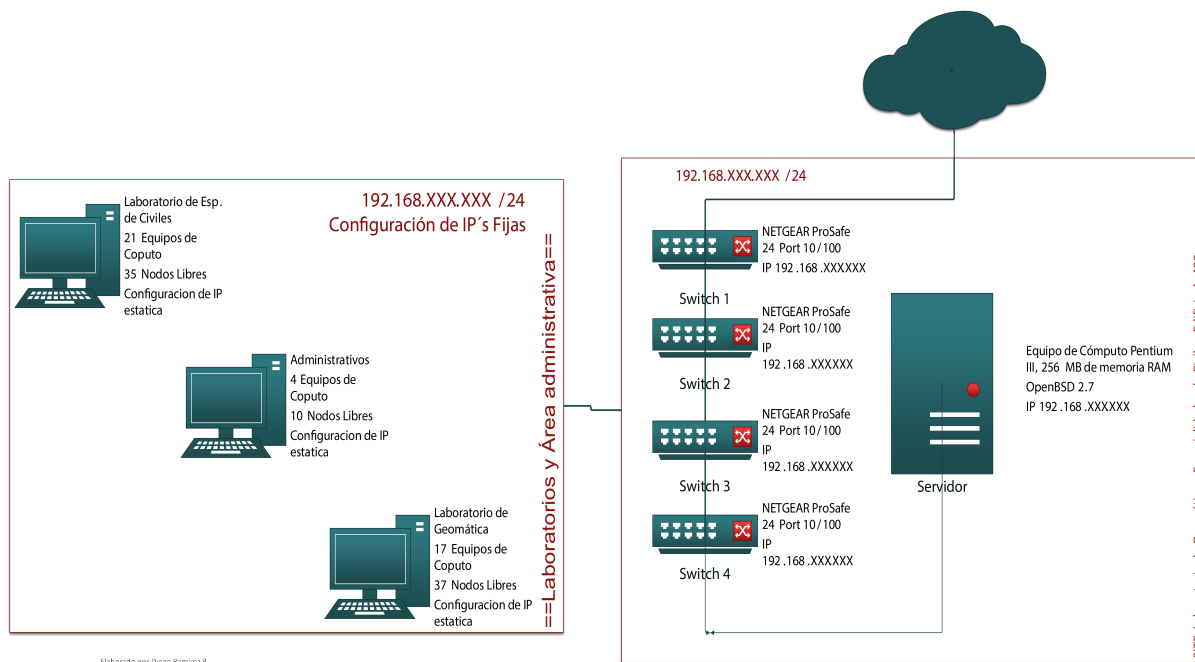 192.168.XXX.XXX /24
Configuración de IP´s Fijas
Laboratorio de Esp.
de Civiles
21 Equipos de
Coputo
35 Nodos Libres
Configuracion de IP
estatica
Administrativos
4 Equipos de
Coputo
10 Nodos Libres
Configuracion de IP
estatica
Laboratorio de
Geomática
17 Equipos de
Coputo
37 Nodos Libres
Configuracion de IP
estatica
==Laboratorios y Área administrativa==
192.168.XXX.XXX /24
NETGEAR ProSafe
24 Port 10/100
IP 192.168.XXXXXX
Switch 1
NETGEAR ProSafe
24 Port 10/100
IP
192.168.XXXXXX
Switch 2
NETGEAR ProSafe
24 Port 10/100
IP
192.168.XXXXXX
Switch 3
NETGEAR ProSafe
24 Port 10/100
IP
192.168.XXXXXX
Switch 4
Servidor
Equipo de Cómputo Pentium
III, 256 MB de memoria RAM
OpenBSD 2.7
IP 192.168.XXXXXX
Elaborado por Diego Ramírez R